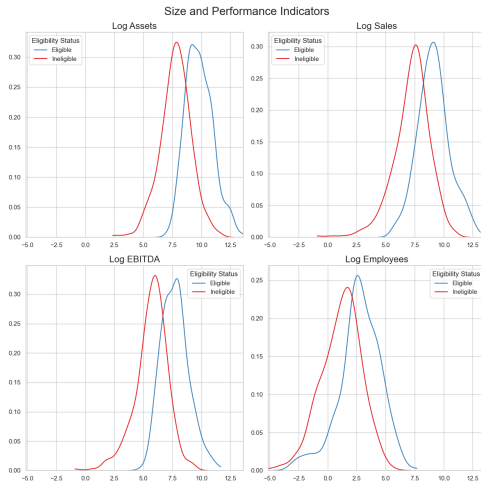 Size and Performance Indicators
Log Assets
Eligibility Status
Eligible
Ineligible
0.30
0.25
0.20
0.15
0.10
0.05
0.00
−5.0 −2.5 0.0 2.5 5.0 7.5 10.0 12.5
Log Sales
Eligibility Status
Eligible
Ineligible
0.30
0.25
0.20
0.15
0.10
0.05
0.00
−5.0 −2.5 0.0 2.5 5.0 7.5 10.0 12.5
Log EBITDA
Eligibility Status
Eligible
Ineligible
0.30
0.25
0.20
0.15
0.10
0.05
0.00
−5.0 −2.5 0.0 2.5 5.0 7.5 10.0 12.5
Log Employees
Eligibility Status
Eligible
Ineligible
0.25
0.20
0.15
0.10
0.05
0.00
−5.0 −2.5 0.0 2.5 5.0 7.5 10.0 12.5